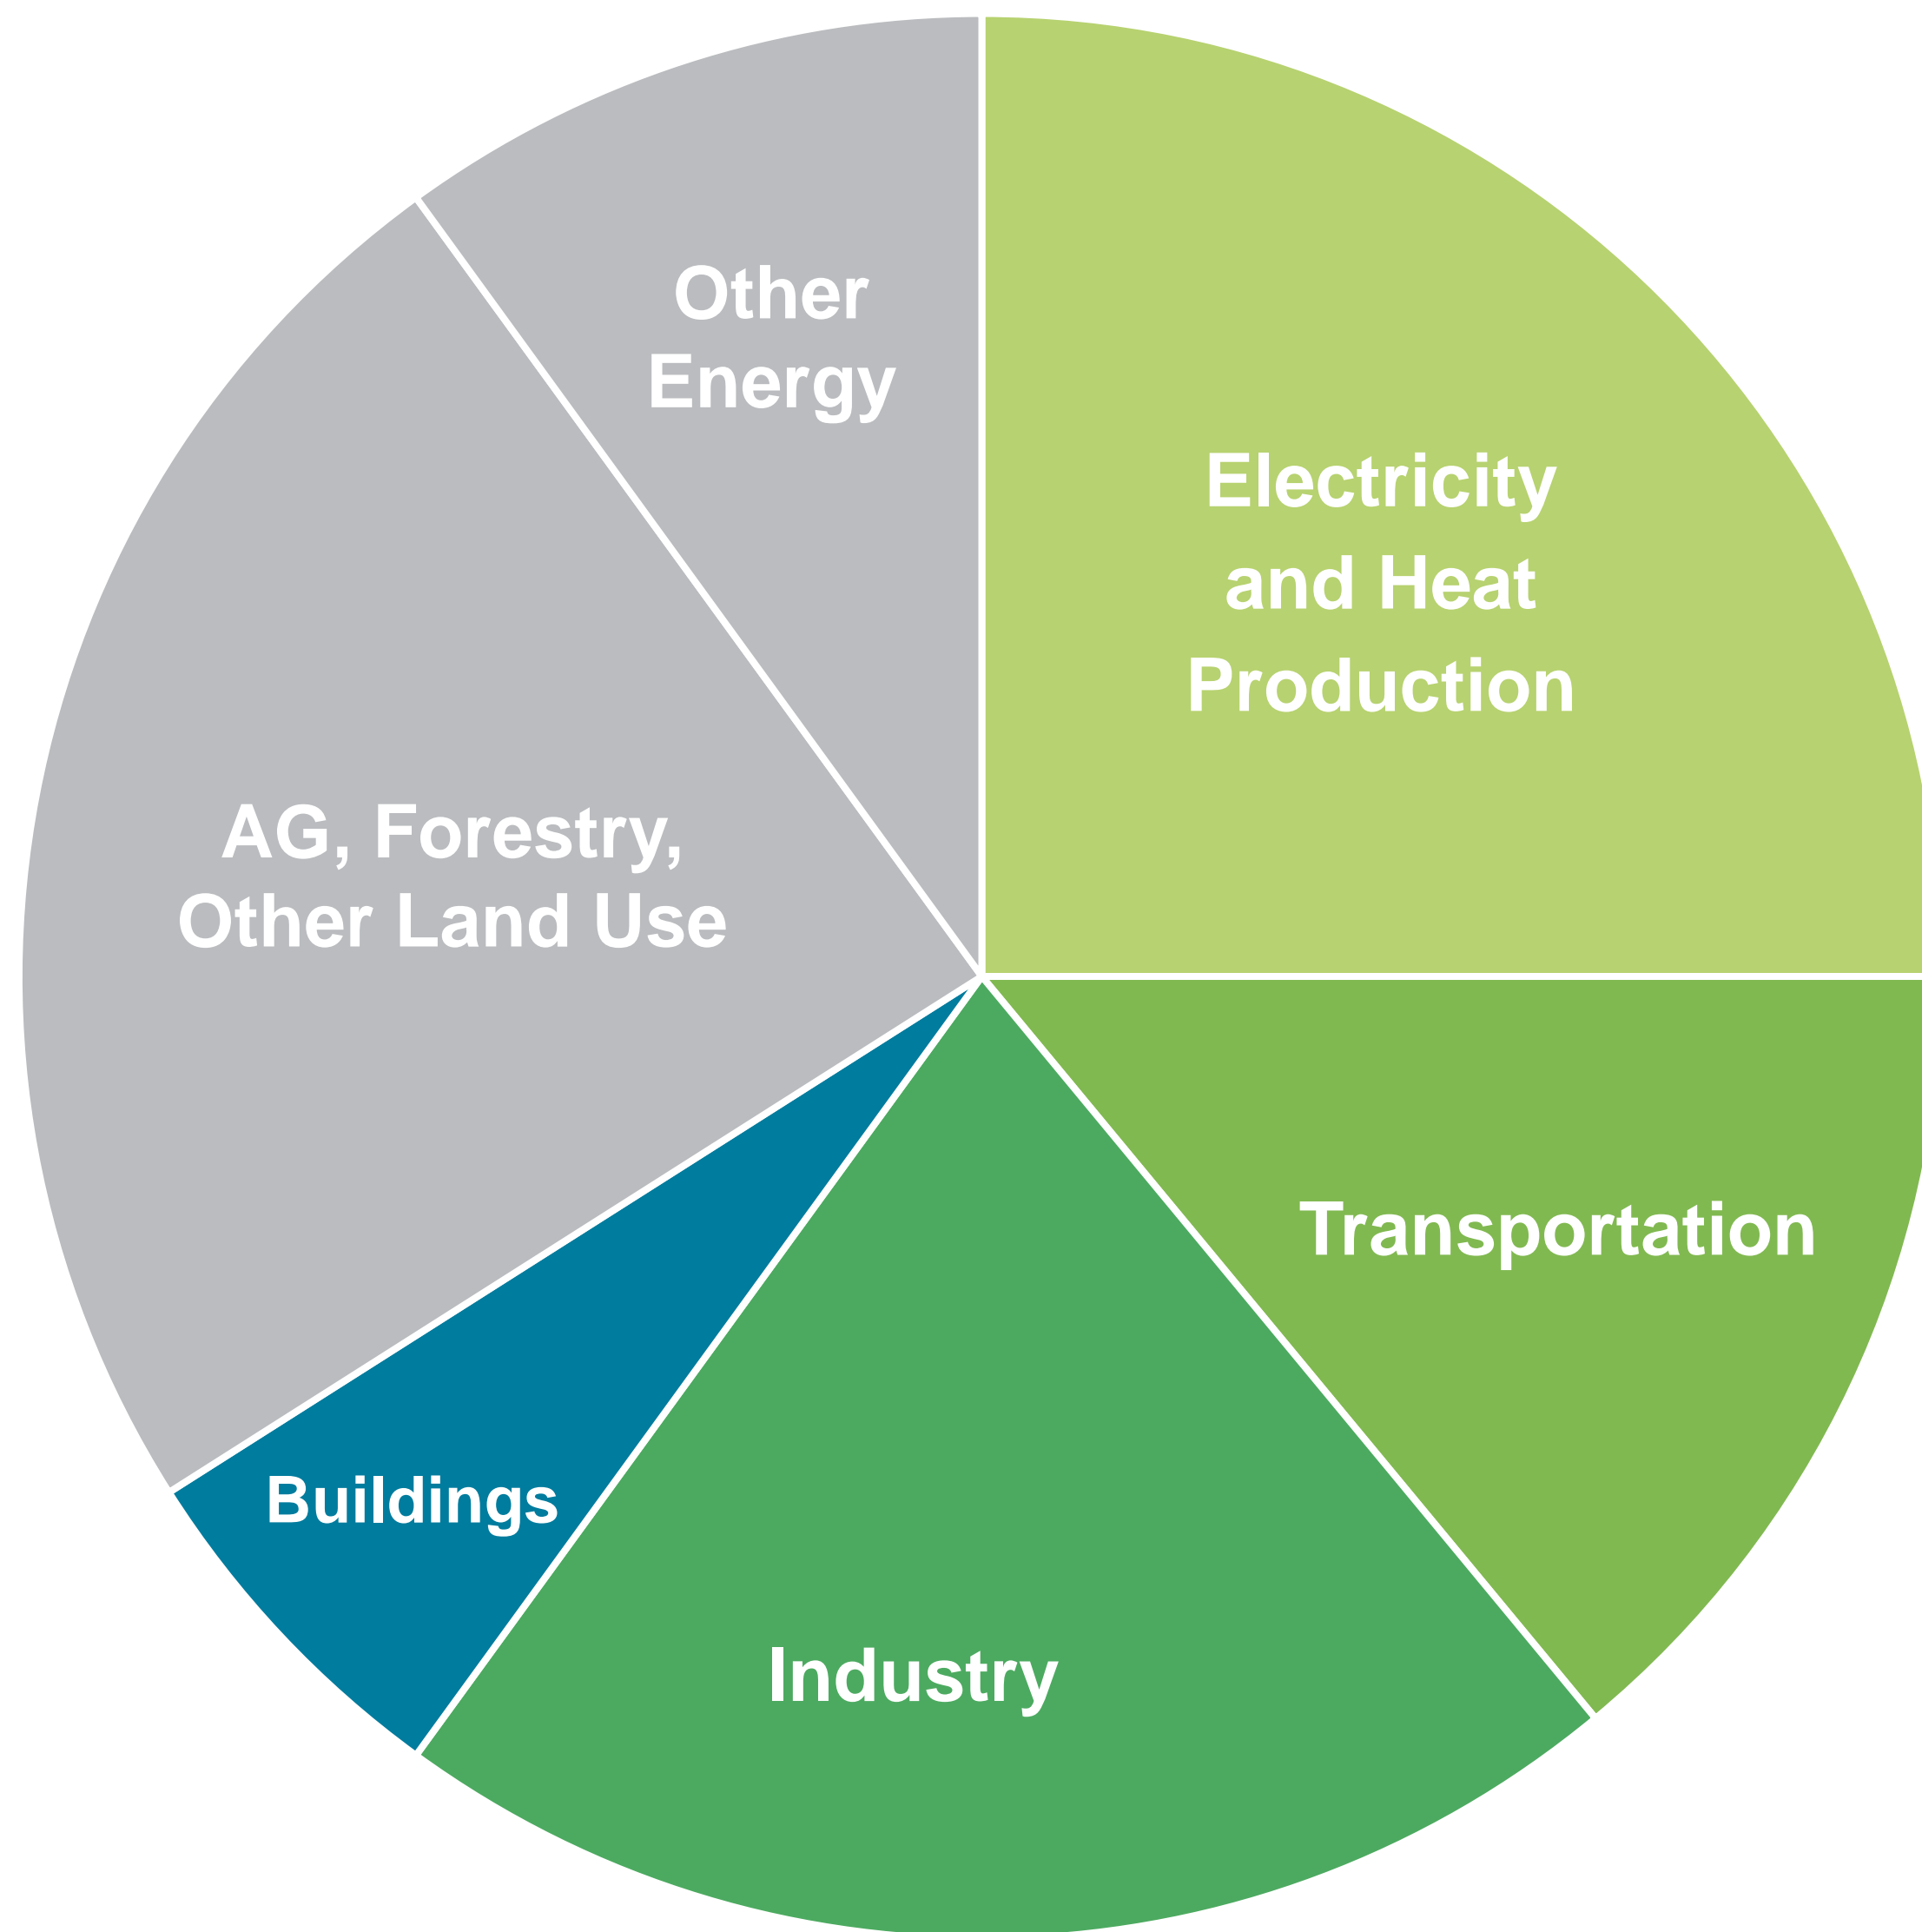 Other
Energy
Electricity
and Heat
Production
AG, Forestry,
Other Land Use
Transportation
Buildings
Industry